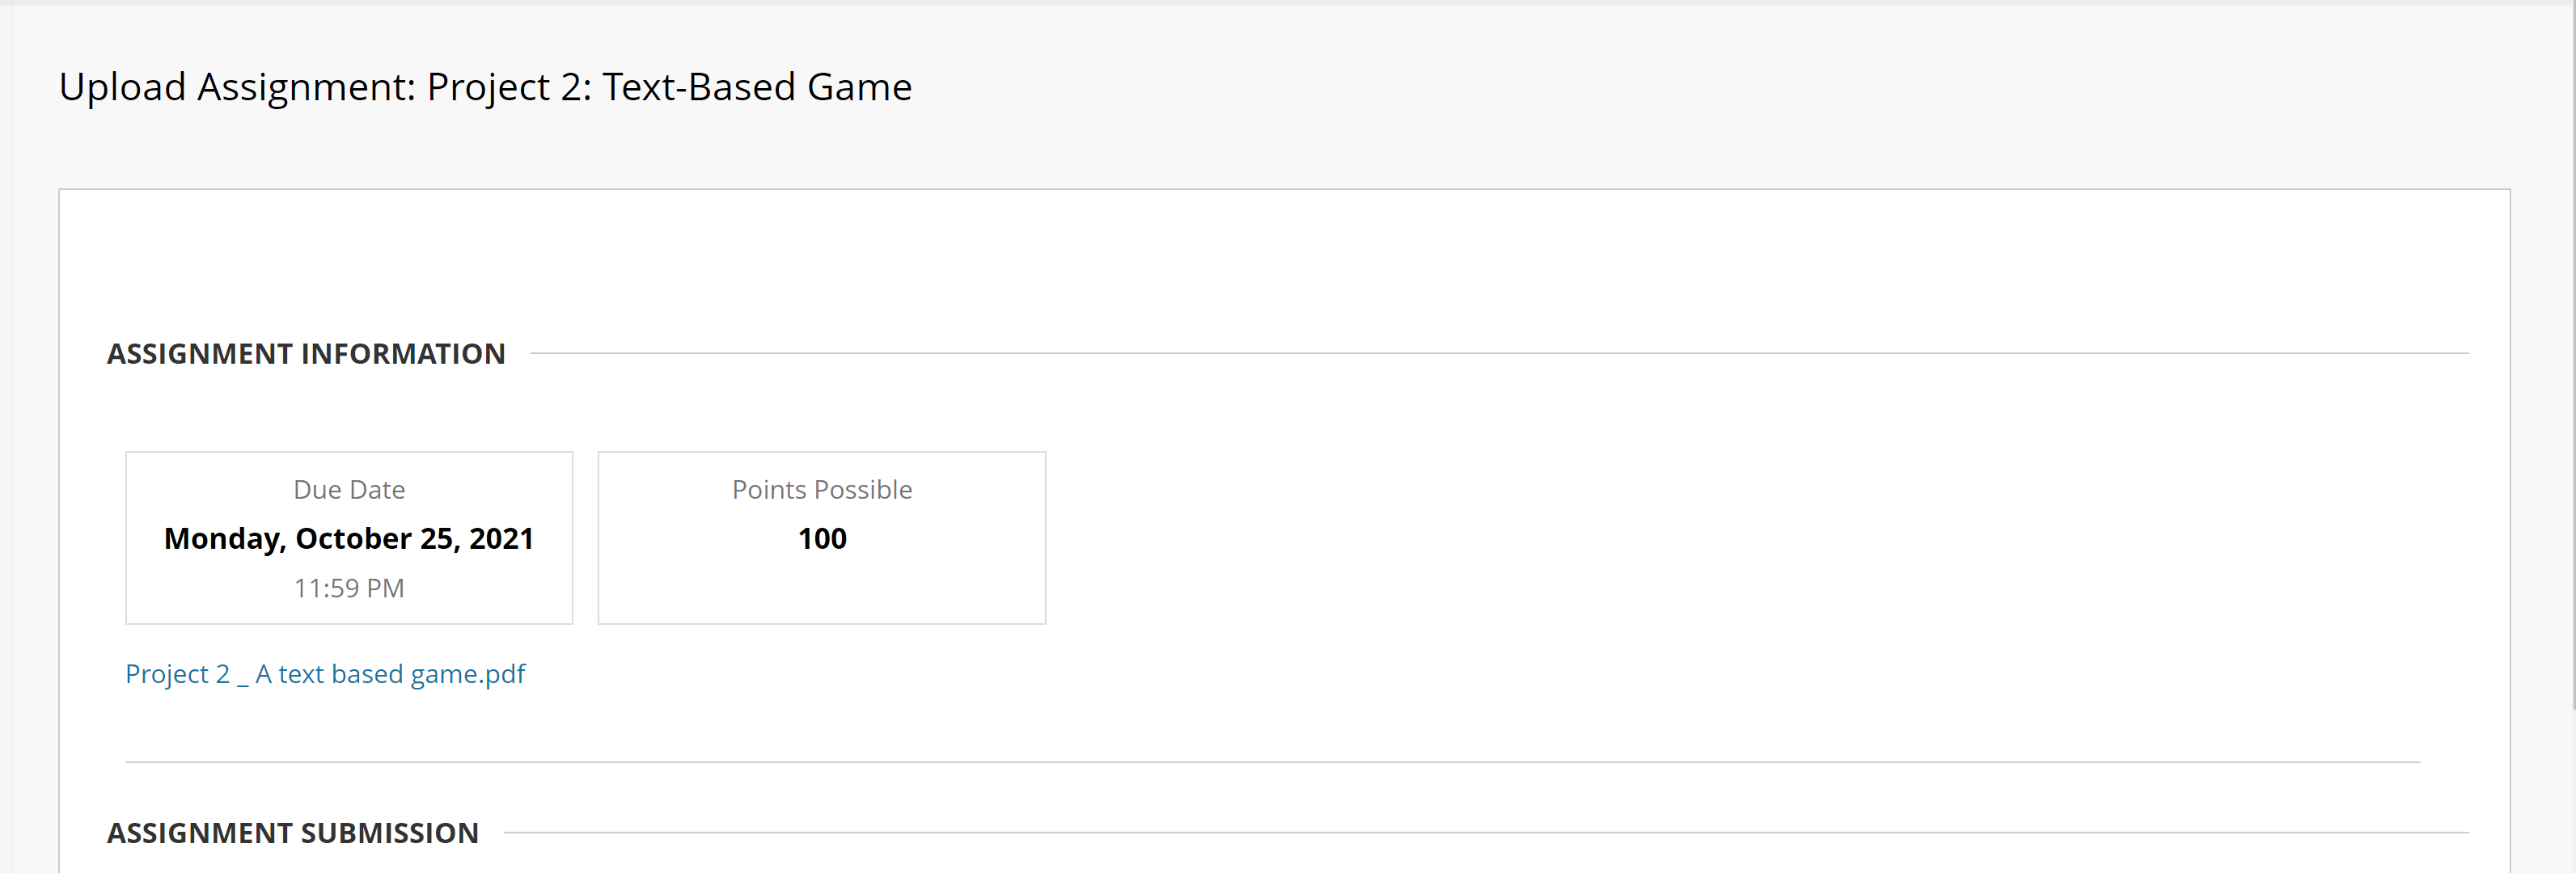 Upload Assignment: Project 2: Text-Based Game
ASSIGNMENT INFORMATION
Due Date
Monday, October 25, 2021
11:59 PM
Points Possible
100
Project 2 _ A text based game.pdf
ASSIGNMENT SUBMISSION